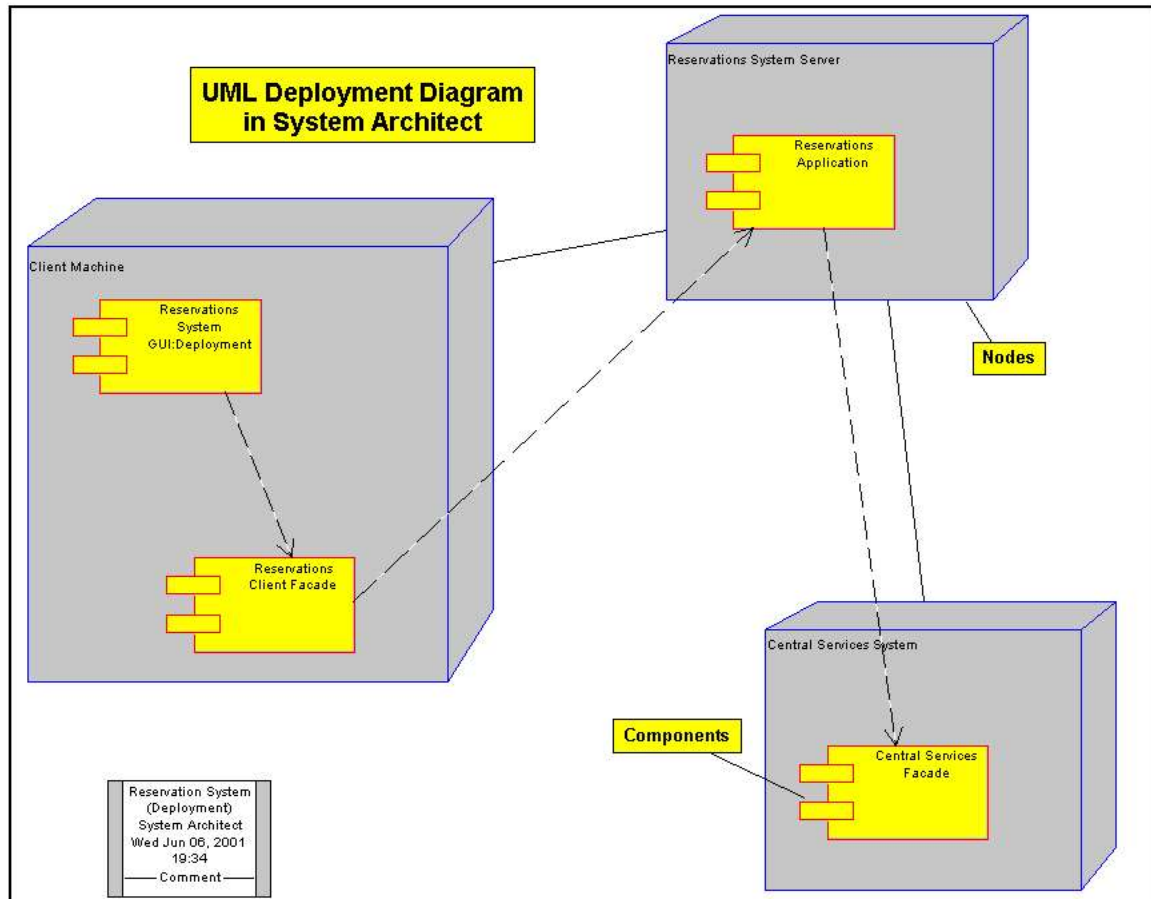 UML Deployment Diagram
in System Architect
Reservations System Server
Reservations
Application
Client Machine
Reservations
System
GUI:Deployment
Nodes
Reservations
Client Facade
Central Services System
Components
Central Services
Facade
Reservation System
(Deployment)
System Architect
Wed Jun 06, 2001
19:34
Comment